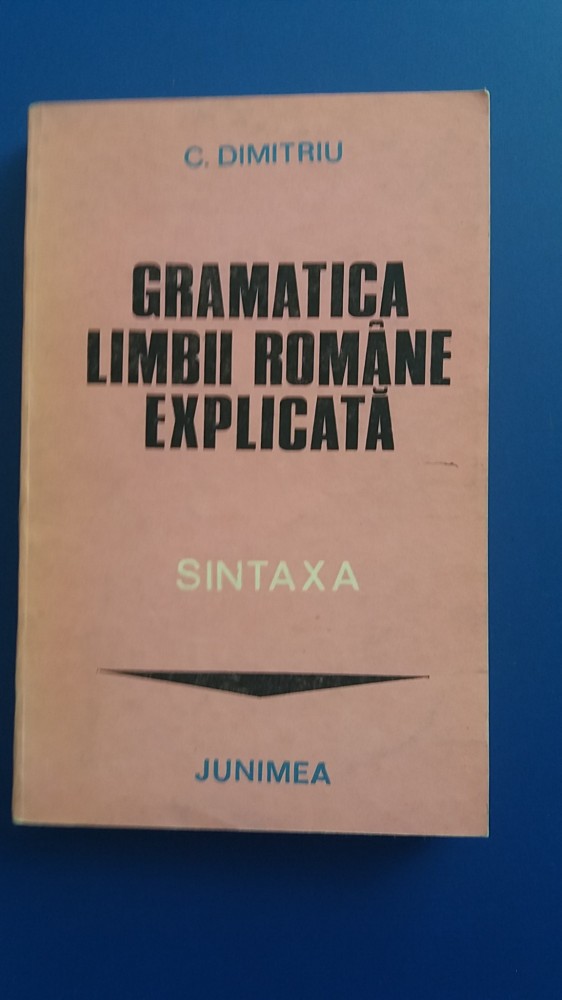 C. DIMITRIU
GRAMATICA
LIMBII ROMÂNE
EXPLICATĂ
SINTAXA
JUNIMEA